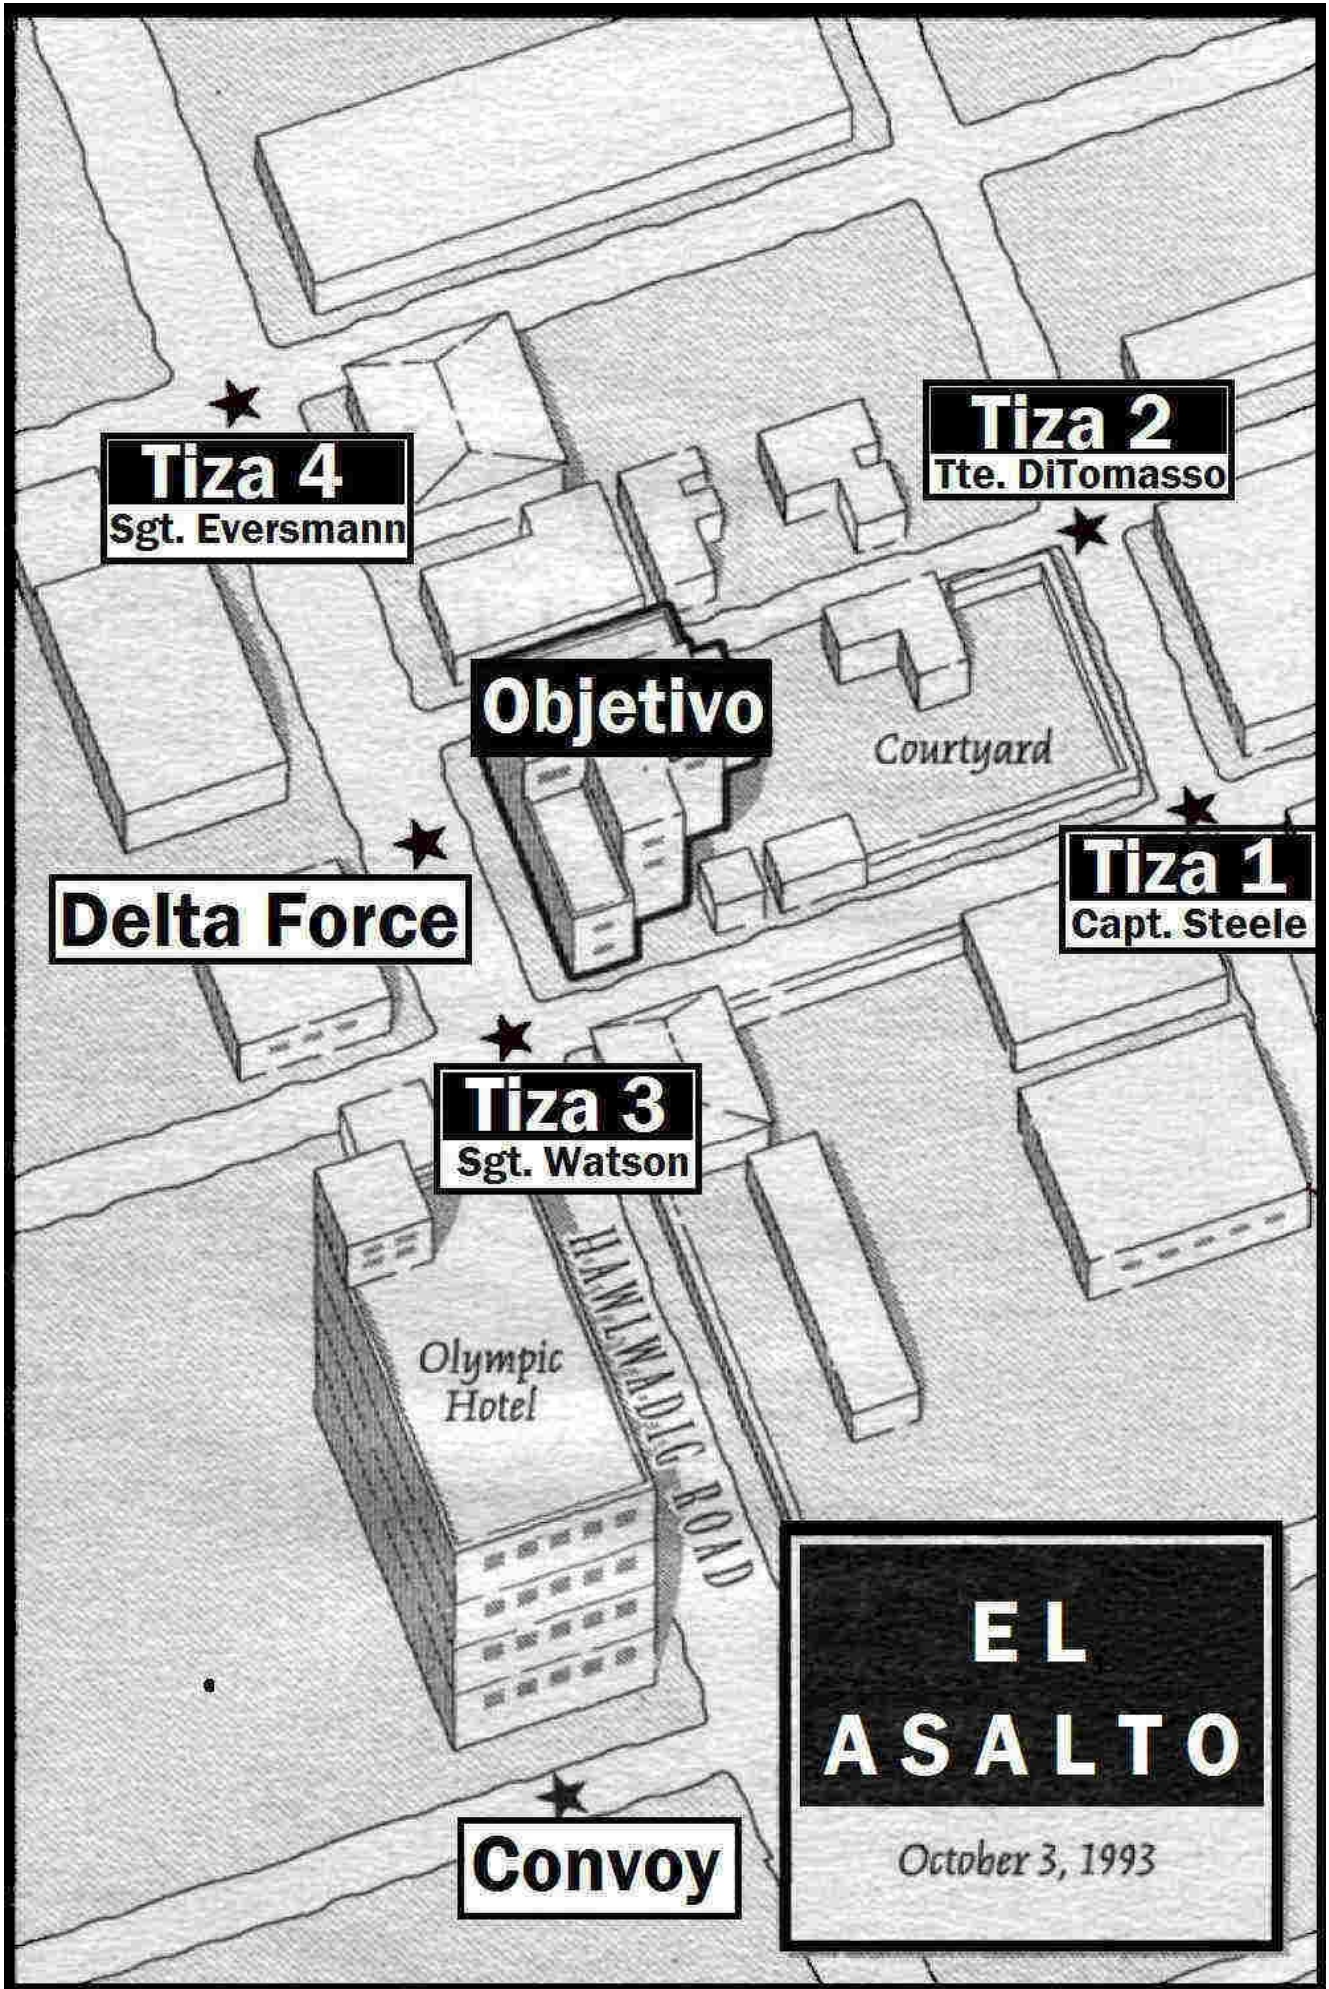 Tiza 2
Tte. DiTomasso
Tiza 4
Sgt. Eversmann
Objetivo
Courtyard
Tiza 1
Capt. Steele
Delta Force
Tiza 3
Sgt. Watson
HAWLWADIG ROAD
Olympic
Hotel
EL
ASALTO
October 3, 1993
Convoy